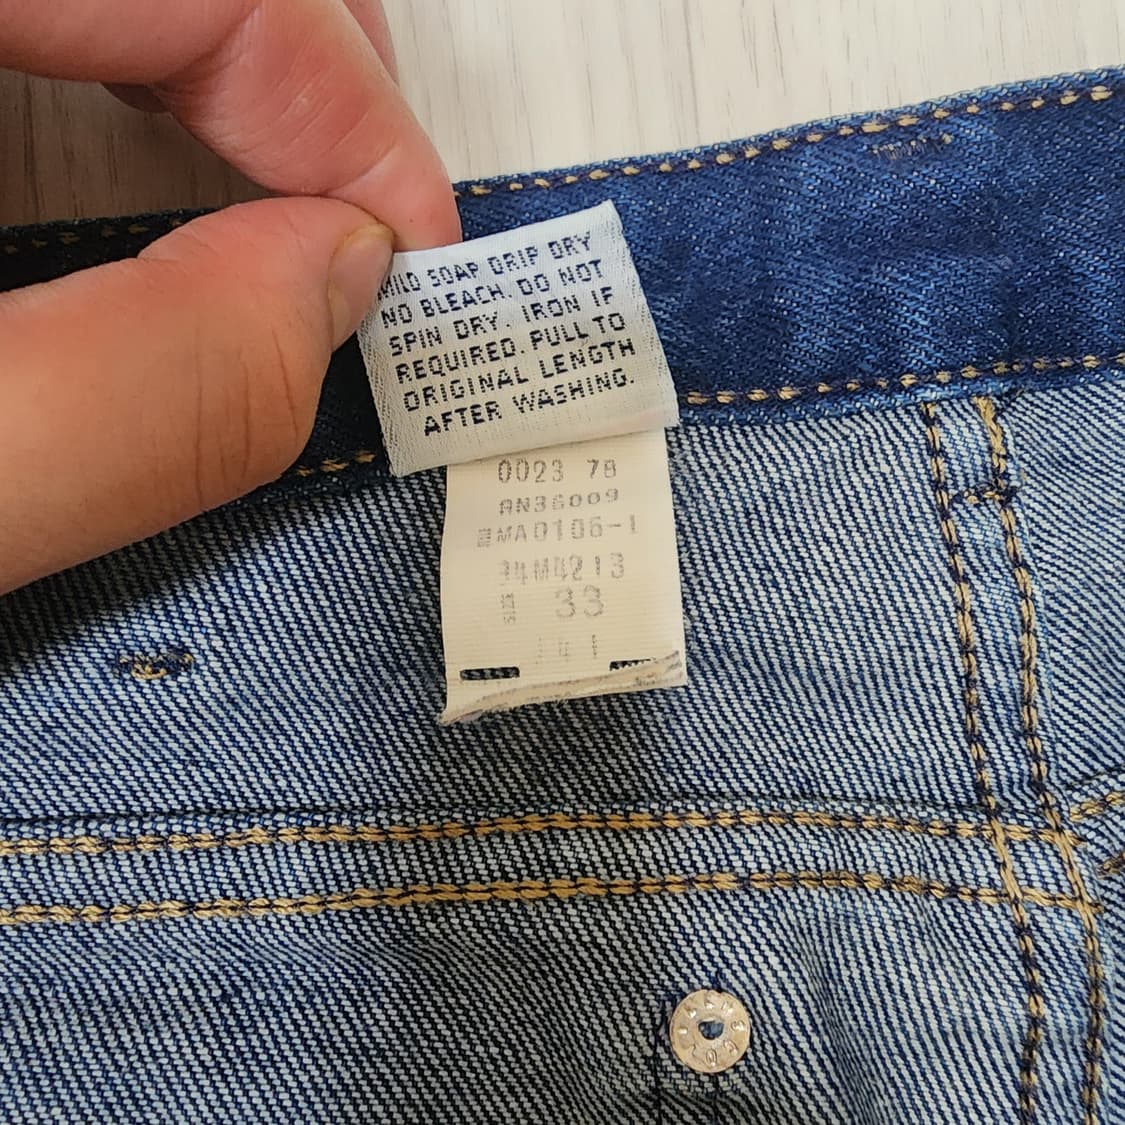 MILD SOAP DRIP DRY
NO BLEACH. DO NOT
SPIN DRY. IRON IF
REQUIRED. PULL TO
ORIGINAL LENGTH
AFTER WASHING.
0023 78
AN36009
MA0106-1
34M4213
SIZE 33